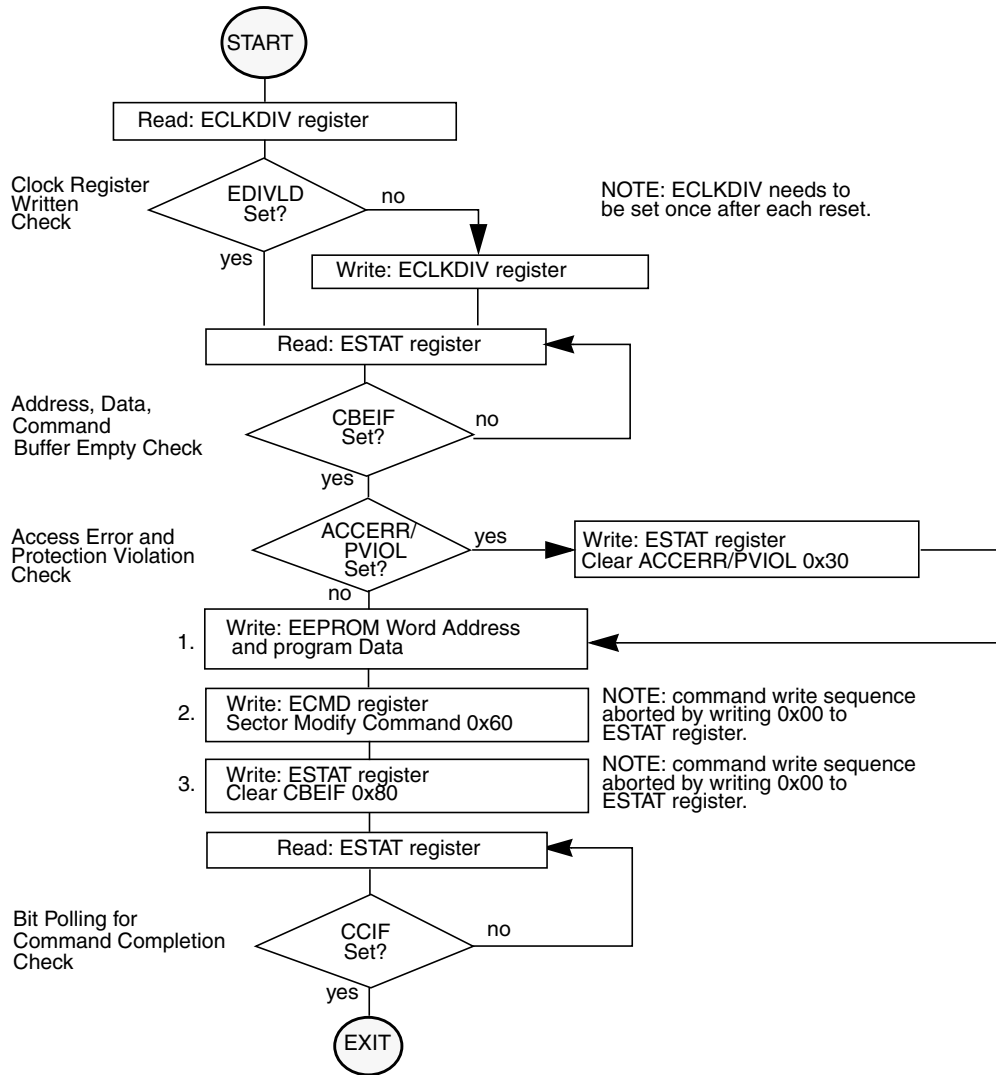 START
Read: ECLKDIV register
Clock Register
Written
Check
EDIVLD
Set?
no
yes
NOTE: ECLKDIV needs to
be set once after each reset.
Write: ECLKDIV register
Read: ESTAT register
Address, Data,
Command
Buffer Empty Check
CBEIF
Set?
no
yes
Access Error and
Protection Violation
Check
ACCERR/
PVIOL
Set?
yes
no
Write: ESTAT register
Clear ACCERR/PVIOL 0x30
1.
Write: EEPROM Word Address
and program Data
2.
Write: ECMD register
Sector Modify Command 0x60
NOTE: command write sequence
aborted by writing 0x00 to
ESTAT register.
3.
Write: ESTAT register
Clear CBEIF 0x80
NOTE: command write sequence
aborted by writing 0x00 to
ESTAT register.
Read: ESTAT register
Bit Polling for
Command Completion
Check
CCIF
Set?
no
yes
EXIT